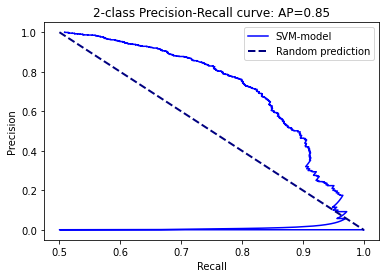 2-class Precision-Recall curve: AP=0.85
SVM-model
Random prediction
1.0
0.8
0.6
0.4
0.2
0.0
Precision
0.5 0.6 0.7 0.8 0.9 1.0
Recall